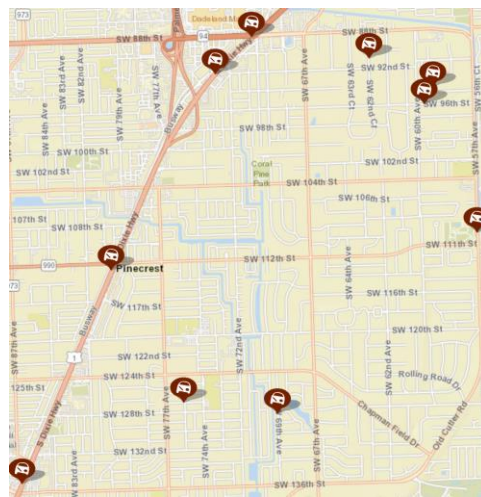 973
Dadeland Ma
SW 88th St
94
SW 88th St
SW 83rd Ave
SW 82nd Ave
SW 77th Ave
SW 67th Ave
SW 92nd St
SW 63rd Ct
SW 62nd Ct
SW 56th Ct
SW 79th Ave
Busway
SW 84th Ave
SW 96th St
SW 60th Ave
SW 57th Ave
SW 98th St
SW 100th St
SW 102nd St
Coral
Pine
Park
SW 102nd St
SW 104th St
SW 106th St
107th St
SW 108th St
Dixie Hwy
SW 111th St
990
Pinecrest
SW 112th St
SW 64th Ave
973
SW 117th St
SW 116th St
Busway
SW 87th Ave
SW 72nd Ave
SW 120th St
1
SW 122nd St
SW 124th St
125th St
SW 62nd Ave
Rolling Road Dr
S Dixie Hwy
SW 128th St
SW 77th Ave
SW 74th Ave
69th Ave
SW 67th Ave
Chapman Field Dr
Old Cutler Rd
SW 132nd St
SW 83rd Ave
SW 136th St